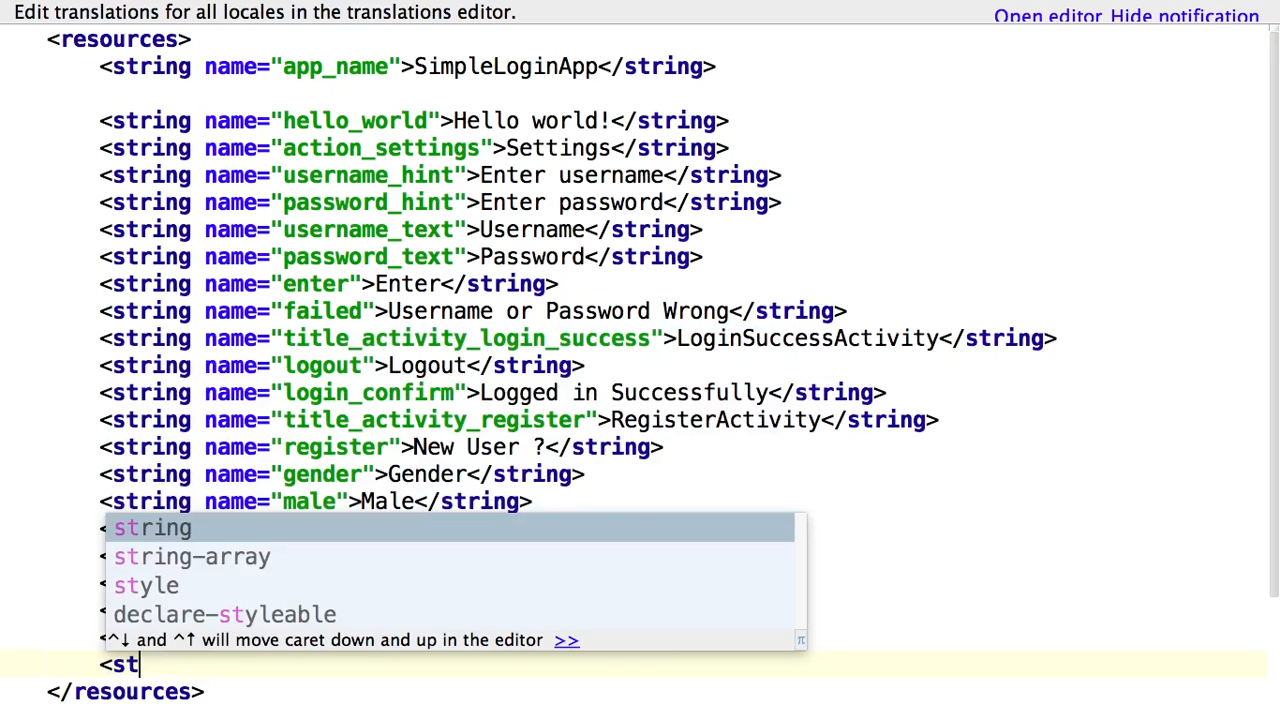 Edit translations for all locales in the translations editor. Open editor Hide notification
<resources>
<string name="app_name">SimpleLoginApp</string>
<string name="hello_world">Hello world!</string>
<string name="action_settings">Settings</string>
<string name="username_hint">Enter username</string>
<string name="password_hint">Enter password</string>
<string name="username_text">Username</string>
<string name="password_text">Password</string>
<string name="enter">Enter</string>
<string name="failed">Username or Password Wrong</string>
<string name="title_activity_login_success">LoginSuccessActivity</string>
<string name="logout">Logout</string>
<string name="login_confirm">Logged in Successfully</string>
<string name="title_activity_register">RegisterActivity</string>
<string name="register">New User ?</string>
<string name="gender">Gender</string>
<string name="male">Male</string>
string
string-array
style
declare-styleable
^↓ and ^↑ will move caret down and up in the editor >> π
<st
</resources>